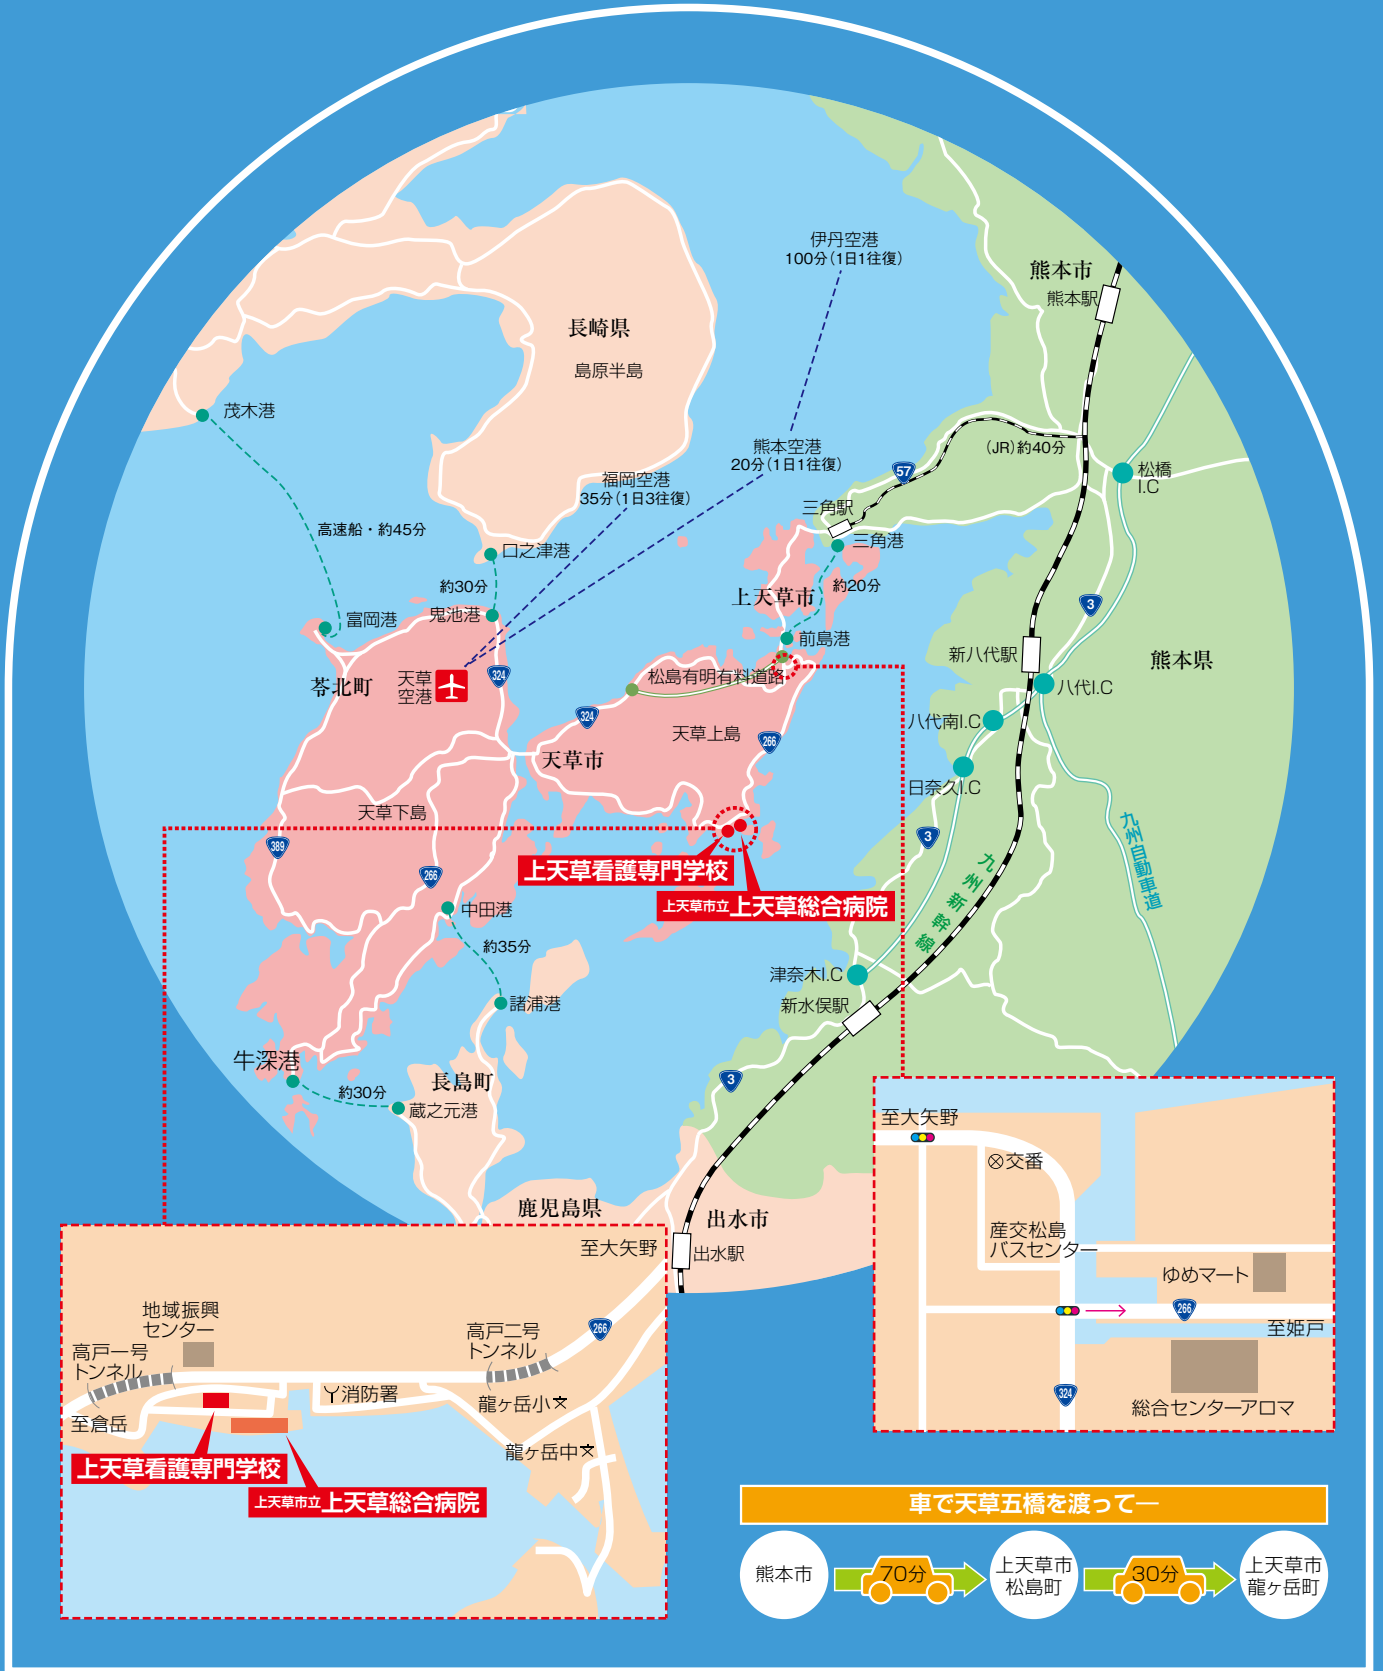 伊丹空港
100分(1日1往復)
熊本市
熊本駅
長崎県
島原半島
茂木港
熊本空港
20分(1日1往復)
(JR)約40分
57
松橋
I.C
福岡空港
35分(1日3往復)
三角駅
高速船・約45分
口之津港
三角港
約30分
約20分
上天草市
3
富岡港
鬼池港
前島港
新八代駅
熊本県
天草
空港
324
松島有明有料道路
苓北町
八代I.C
324
八代南I.C
天草上島
266
天草市
日奈久I.C
天草下島
389
3
九州自動車道
266
上天草看護専門学校
九州新幹線
上天草市立上天草総合病院
中田港
約35分
津奈木I.C
諸浦港
新水俣駅
牛深港
長島町
3
約30分
蔵之元港
鹿児島県
出水市
出水駅
至大矢野
交番
産交松島
バスセンター
ゆめマート
266
至姫戸
324
総合センターアロマ
至大矢野
266
地域振興
センター
高戸一号
トンネル
高戸二号
トンネル
消防署
龍ヶ岳小
至倉岳
龍ヶ岳中
上天草看護専門学校
上天草市立上天草総合病院
車で天草五橋を渡って―
熊本市
70分
上天草市
松島町
30分
上天草市
龍ヶ岳町